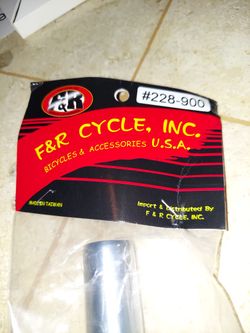 F&R
#228-900
F&R CYCLE, INC.
BICYCLES & ACCESSORIES U.S.A.
MADE IN TAIWAN
Import & Distributed By
F & R CYCLE, INC.